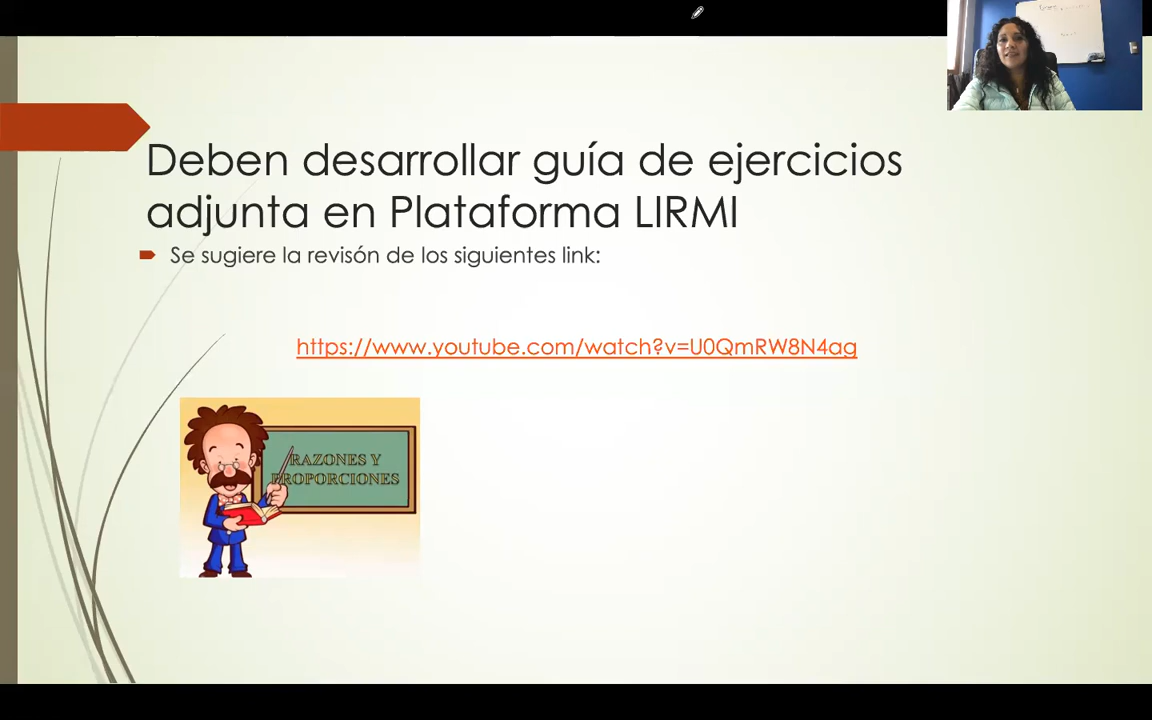 Deben desarrollar guía de ejercicios
adjunta en Plataforma LIRMI
Se sugiere la revisón de los siguientes link:
https://www.youtube.com/watch?v=U0QmRW8N4ag
RAZONES Y
PROPORCIONES